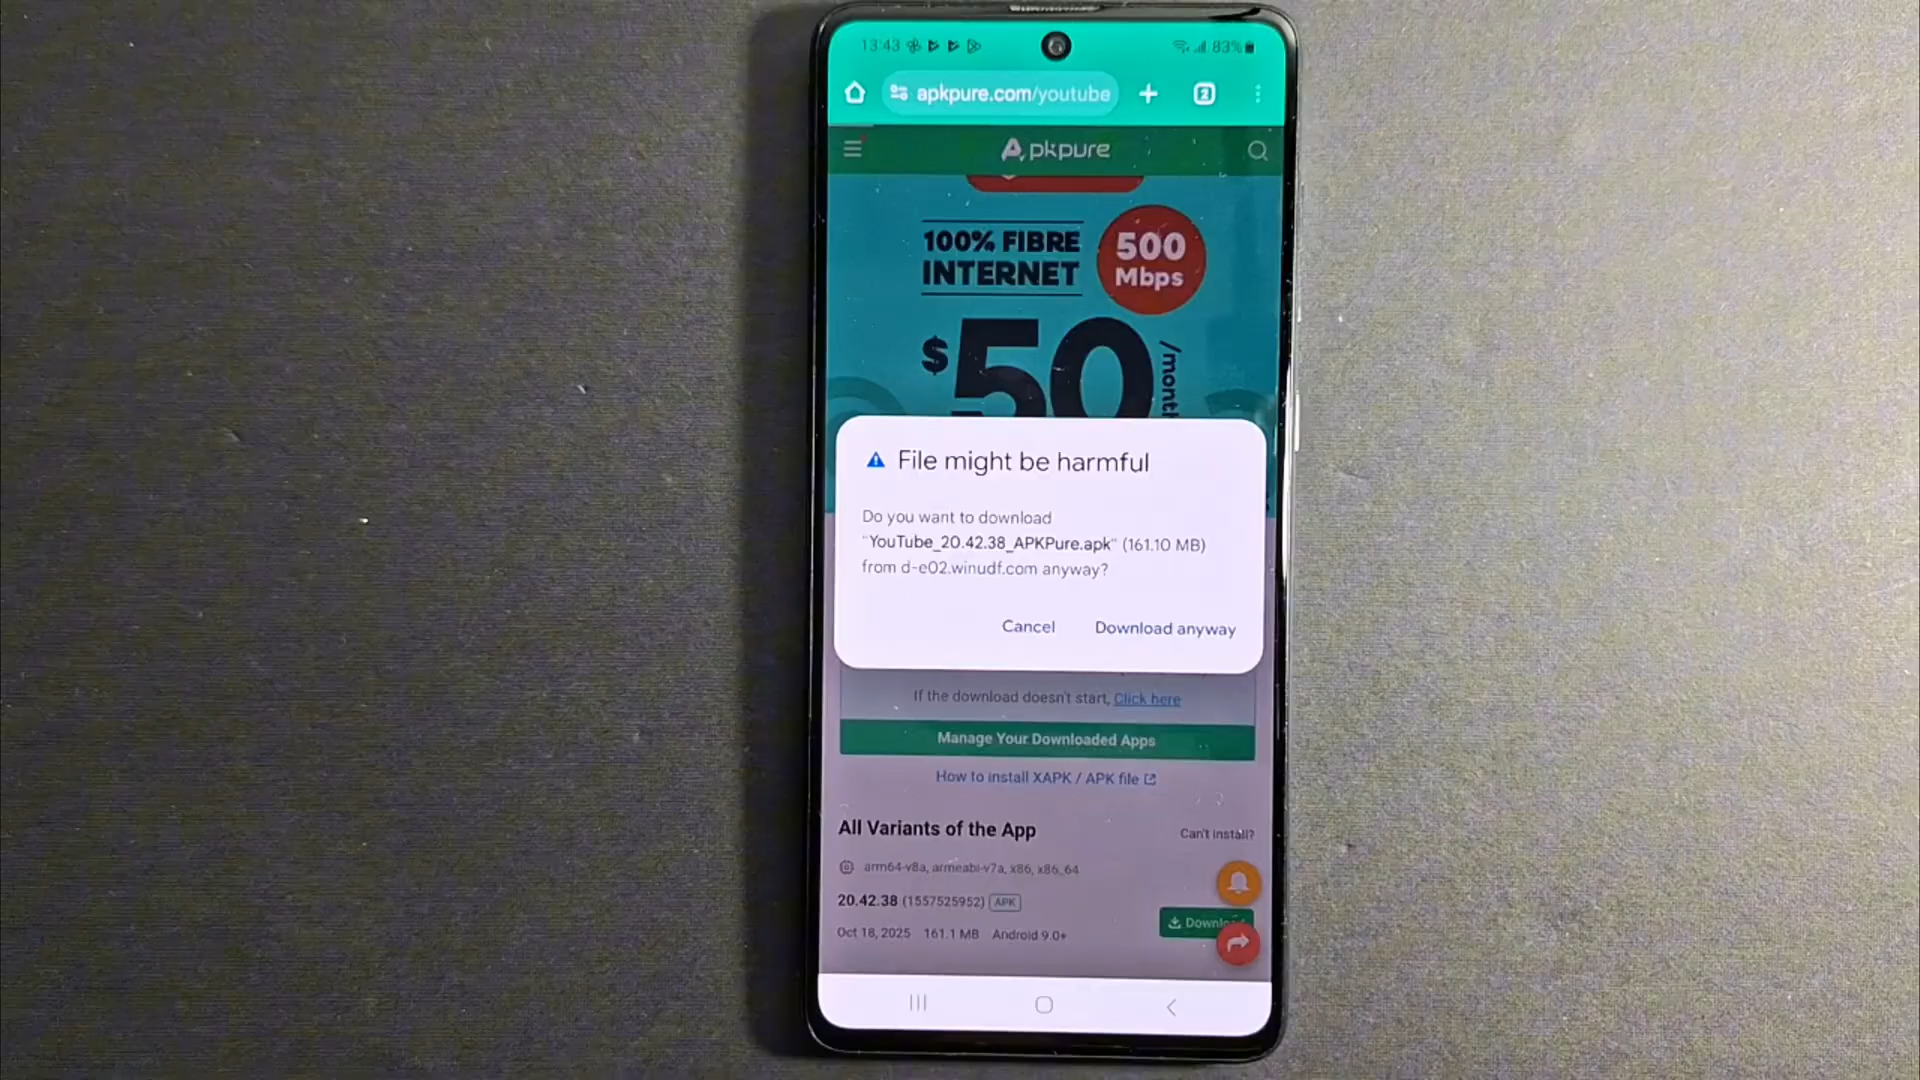 13:43
83%
apkpure.com/youtube
2
Apkpure
100% FIBRE
INTERNET
500
Mbps
$50
/month
File might be harmful
Do you want to download
"YouTube_20.42.38_APKPure.apk" (161.10 MB)
from d-e02.winudf.com anyway?
Cancel
Download anyway
If the download doesn't start, Click here
Manage Your Downloaded Apps
How to install XAPK / APK file
All Variants of the App
Can't install?
arm64-v8a, armeabi-v7a, x86, x86_64
20.42.38 (1557525952) APK
Download
Oct 18, 2025 161.1 MB Android 9.0+